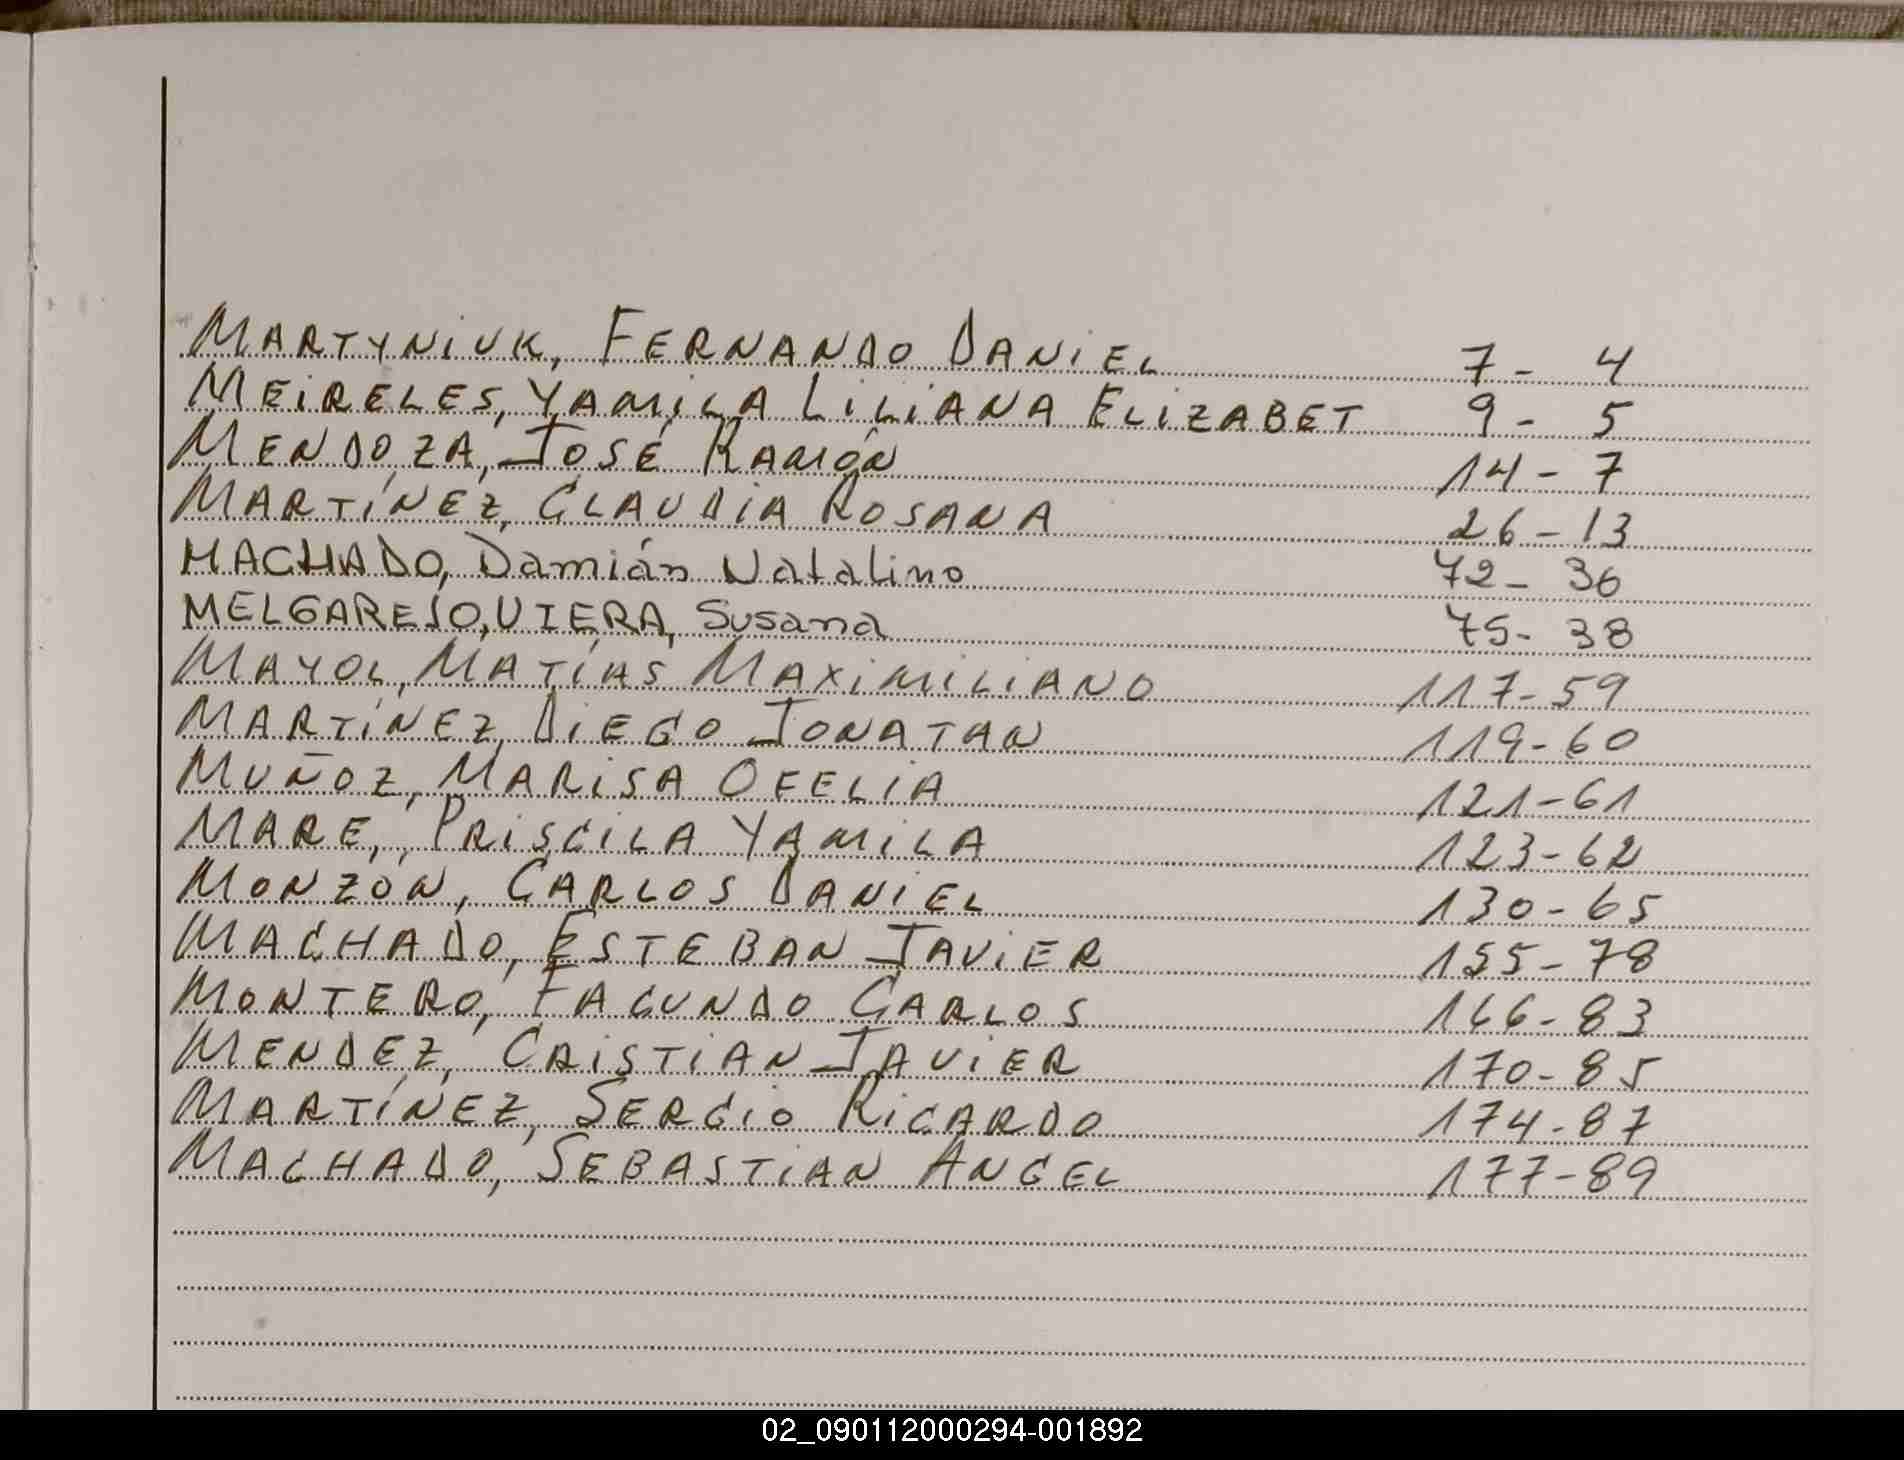 MARTYNIUK, FERNANDO DANIEL 7 - 4
MEIRELES, YAMILA LILIANA ELIZABET 9 - 5
MENDOZA, JOSÉ RAMÓN 14 - 7
MARTÍNEZ, CLAUDIA ROSANA 26 - 13
MACHADO, Damián Natalino 72 - 36
MELGAREJO, VIERA, Susana 75 - 38
MAYOL, MATÍAS MAXIMILIANO 117 - 59
MARTÍNEZ, DIEGO JONATAN 119 - 60
MUÑOZ, MARISA OFELIA 121 - 61
MARE, PRISCILA YAMILA 123 - 62
MONZÓN, CARLOS DANIEL 130 - 65
MACHADO, ESTEBAN JAVIER 155 - 78
MONTERO, FACUNDO CARLOS 166 - 83
MENDEZ, CRISTIAN JAVIER 170 - 85
MARTÍNEZ, SERGIO RICARDO 174 - 87
MACHADO, SEBASTIAN ANGEL 177 - 89
02_090112000294-001892